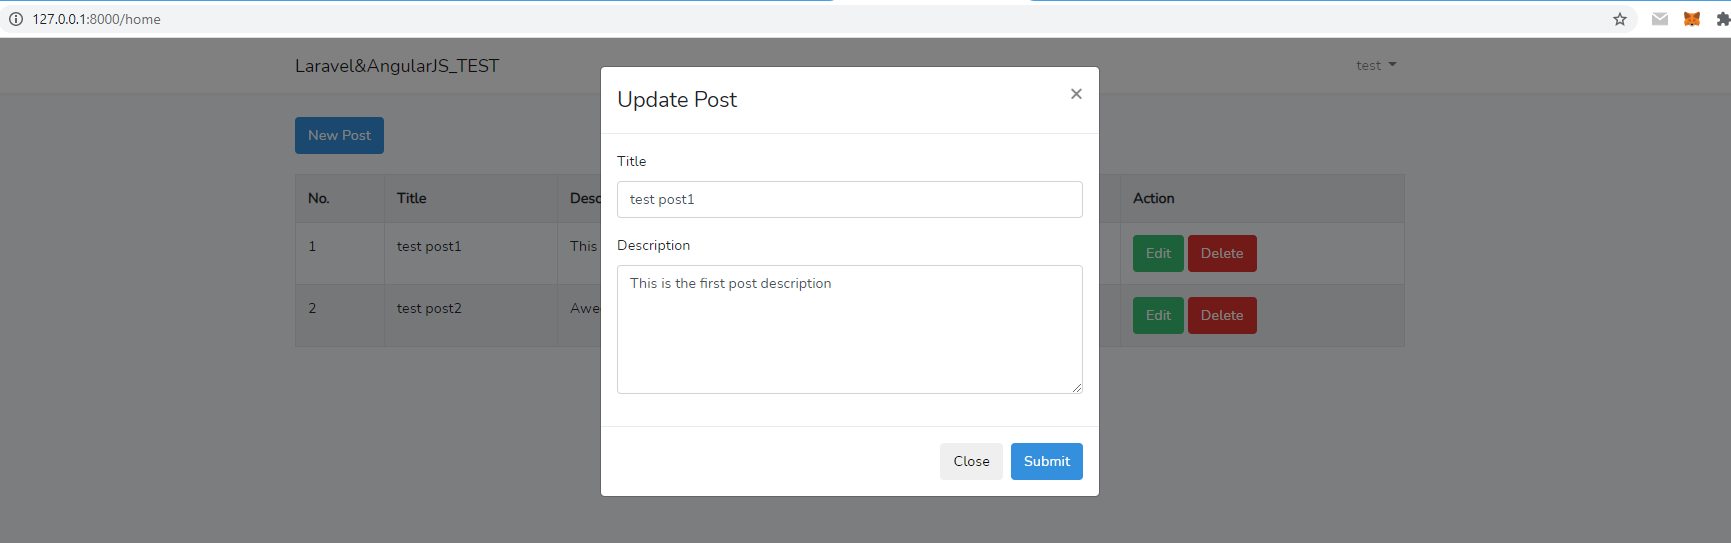 127.0.0.1:8000/home
Laravel&AngularJS_TEST
test
New Post
No. Title Action
1 test post1 This Edit Delete
2 test post2 Edit Delete
Update Post
×
Title
test post1
Description
This is the first post description
Close Submit